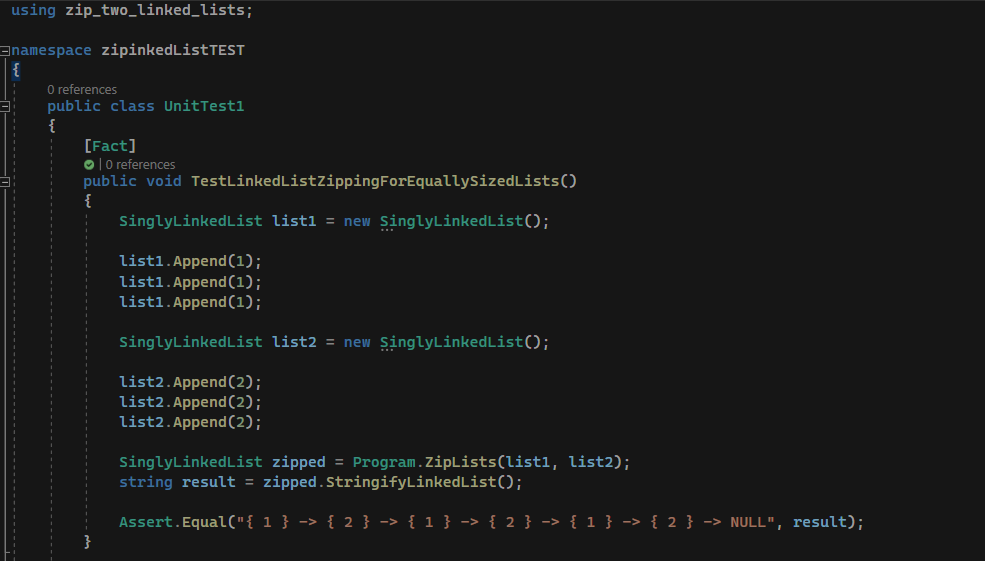 using zip_two_linked_lists;
namespace zipinkedListTEST
{
0 references
public class UnitTest1
{
[Fact]
| 0 references
public void TestLinkedListZippingForEquallySizedLists()
{
SinglyLinkedList list1 = new SinglyLinkedList();
list1.Append(1);
list1.Append(1);
list1.Append(1);
SinglyLinkedList list2 = new SinglyLinkedList();
list2.Append(2);
list2.Append(2);
list2.Append(2);
SinglyLinkedList zipped = Program.ZipLists(list1, list2);
string result = zipped.StringifyLinkedList();
Assert.Equal("{ 1 } -> { 2 } -> { 1 } -> { 2 } -> { 1 } -> { 2 } -> NULL", result);
}